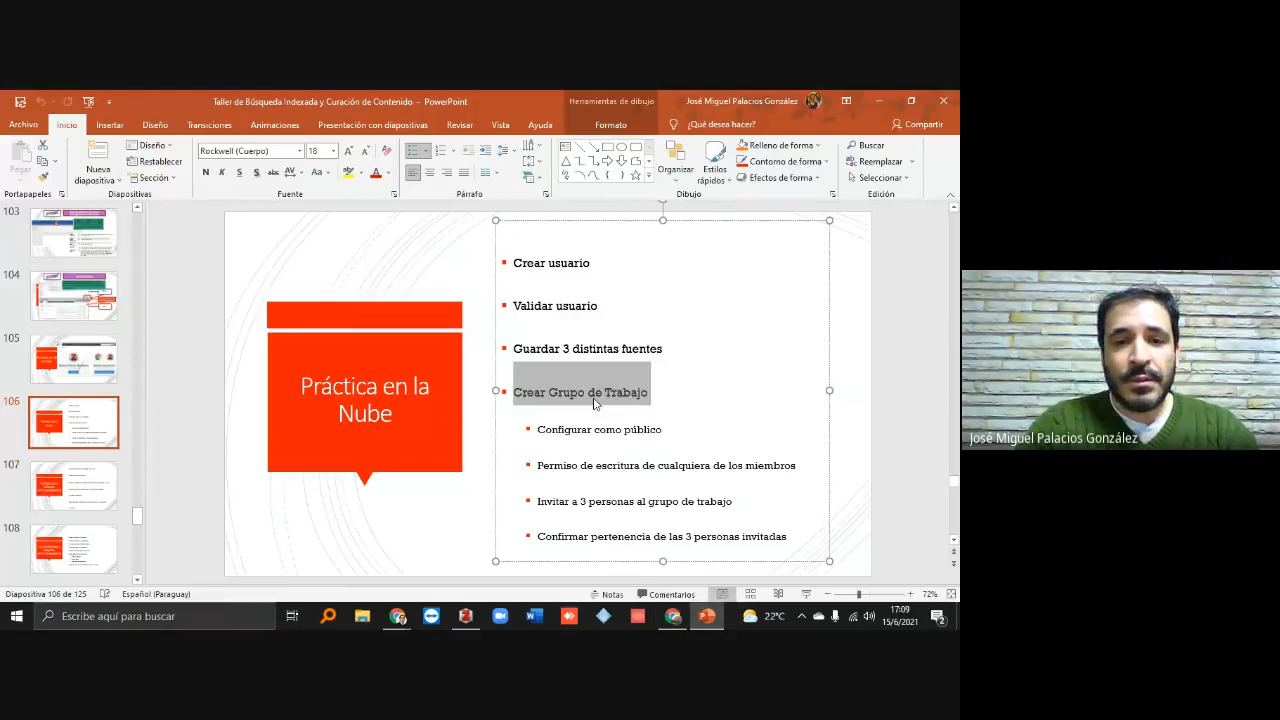 Taller de Búsqueda Indexada y Curación de Contenido - PowerPoint
Herramientas de dibujo
José Miguel Palacios González
Archivo
Inicio
Insertar
Diseño
Transiciones
Animaciones
Presentación con diapositivas
Revisar
Vista
Ayuda
Formato
¿Qué desea hacer?
Compartir
Pegar
Nueva
diapositiva
Diseño
Restablecer
Sección
Rockwell (Cuerpo)
18
N K S S abc AV Aa A
Organizar
Estilos
rápidos
Relleno de forma
Contorno de forma
Efectos de forma
Buscar
Reemplazar
Seleccionar
Portapapeles
Diapositivas
Fuente
Párrafo
Dibujo
Edición
103
104
105
106
107
108
Práctica en la
Nube
Crear usuario
Validar usuario
Guardar 3 distintas fuentes
Crear Grupo de Trabajo
Configurar como público
Permiso de escritura de cualquiera de los miembros
Invitar a 3 personas al grupo de trabajo
Confirmar pertenencia de las 3 personas invitadas
José Miguel Palacios González
Diapositiva 106 de 125
Español (Paraguay)
Notas
Comentarios
72%
Escribe aquí para buscar
22°C
17:09
15/6/2021
2